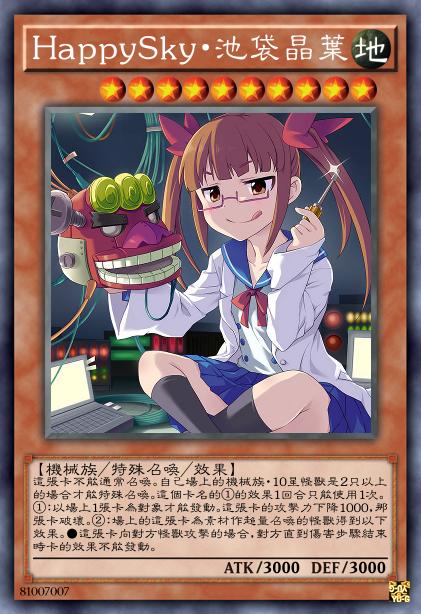 HappySky·池袋晶葉 地
【機械族/特殊召喚/效果】
這張卡不能通常召喚。自己場上的機械族·10星怪獸是2只以上
的場合才能特殊召喚。這個卡名的①的效果1回合只能使用1次。
①:以場上1張卡為對象才能發動。這張卡的攻擊力下降1000,那
張卡破壞。②:場上的這張卡為素材作超量召喚的怪獸得到以下
效果。●這張卡向對方怪獸攻擊的場合,對方直到傷害步驟結束
時卡的效果不能發動。
ATK/3000 DEF/3000
81007007